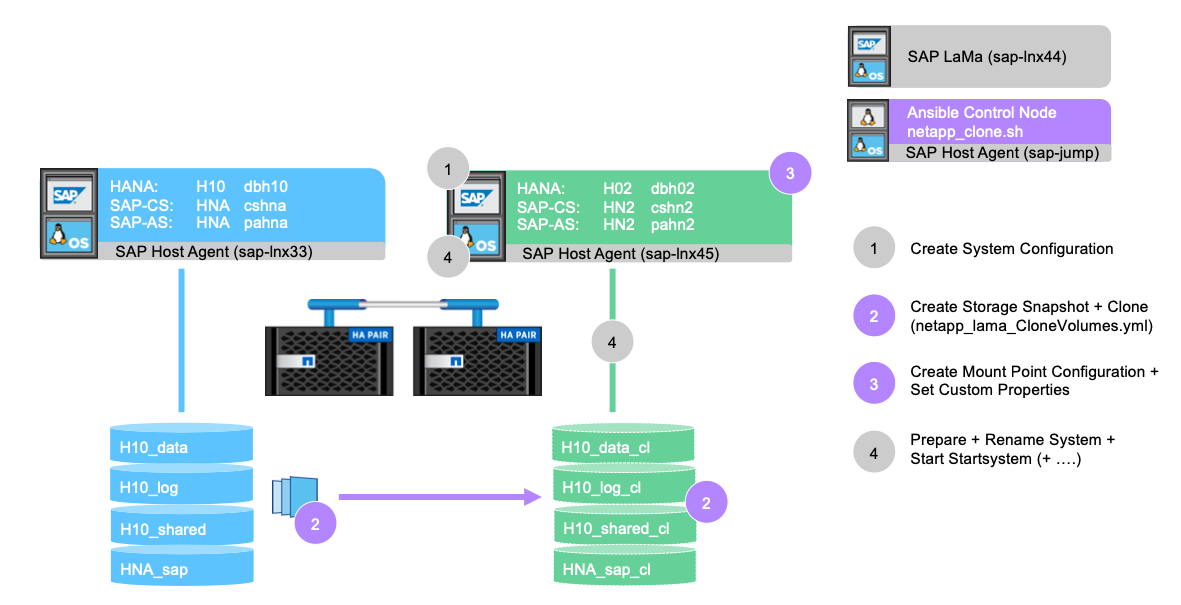 SAP
OS
SAP LaMa (sap-lnx44)
OS
Ansible Control Node
netapp_clone.sh
SAP Host Agent (sap-jump)
SAP
OS
HANA: H10 dbh10
SAP-CS: HNA cshna
SAP-AS: HNA pahna
SAP Host Agent (sap-lnx33)
1
SAP
OS
4
HANA: H02 dbh02
SAP-CS: HN2 cshn2
SAP-AS: HN2 pahn2
SAP Host Agent (sap-lnx45)
3
HA PAIR
HA PAIR
4
H10_data
H10_log
H10_shared
HNA_sap
2
H10_data_cl
H10_log_cl
H10_shared_cl
HNA_sap_cl
2
1
Create System Configuration
2
Create Storage Snapshot + Clone
(netapp_lama_CloneVolumes.yml)
3
Create Mount Point Configuration +
Set Custom Properties
4
Prepare + Rename System +
Start Startsystem (+ ….)